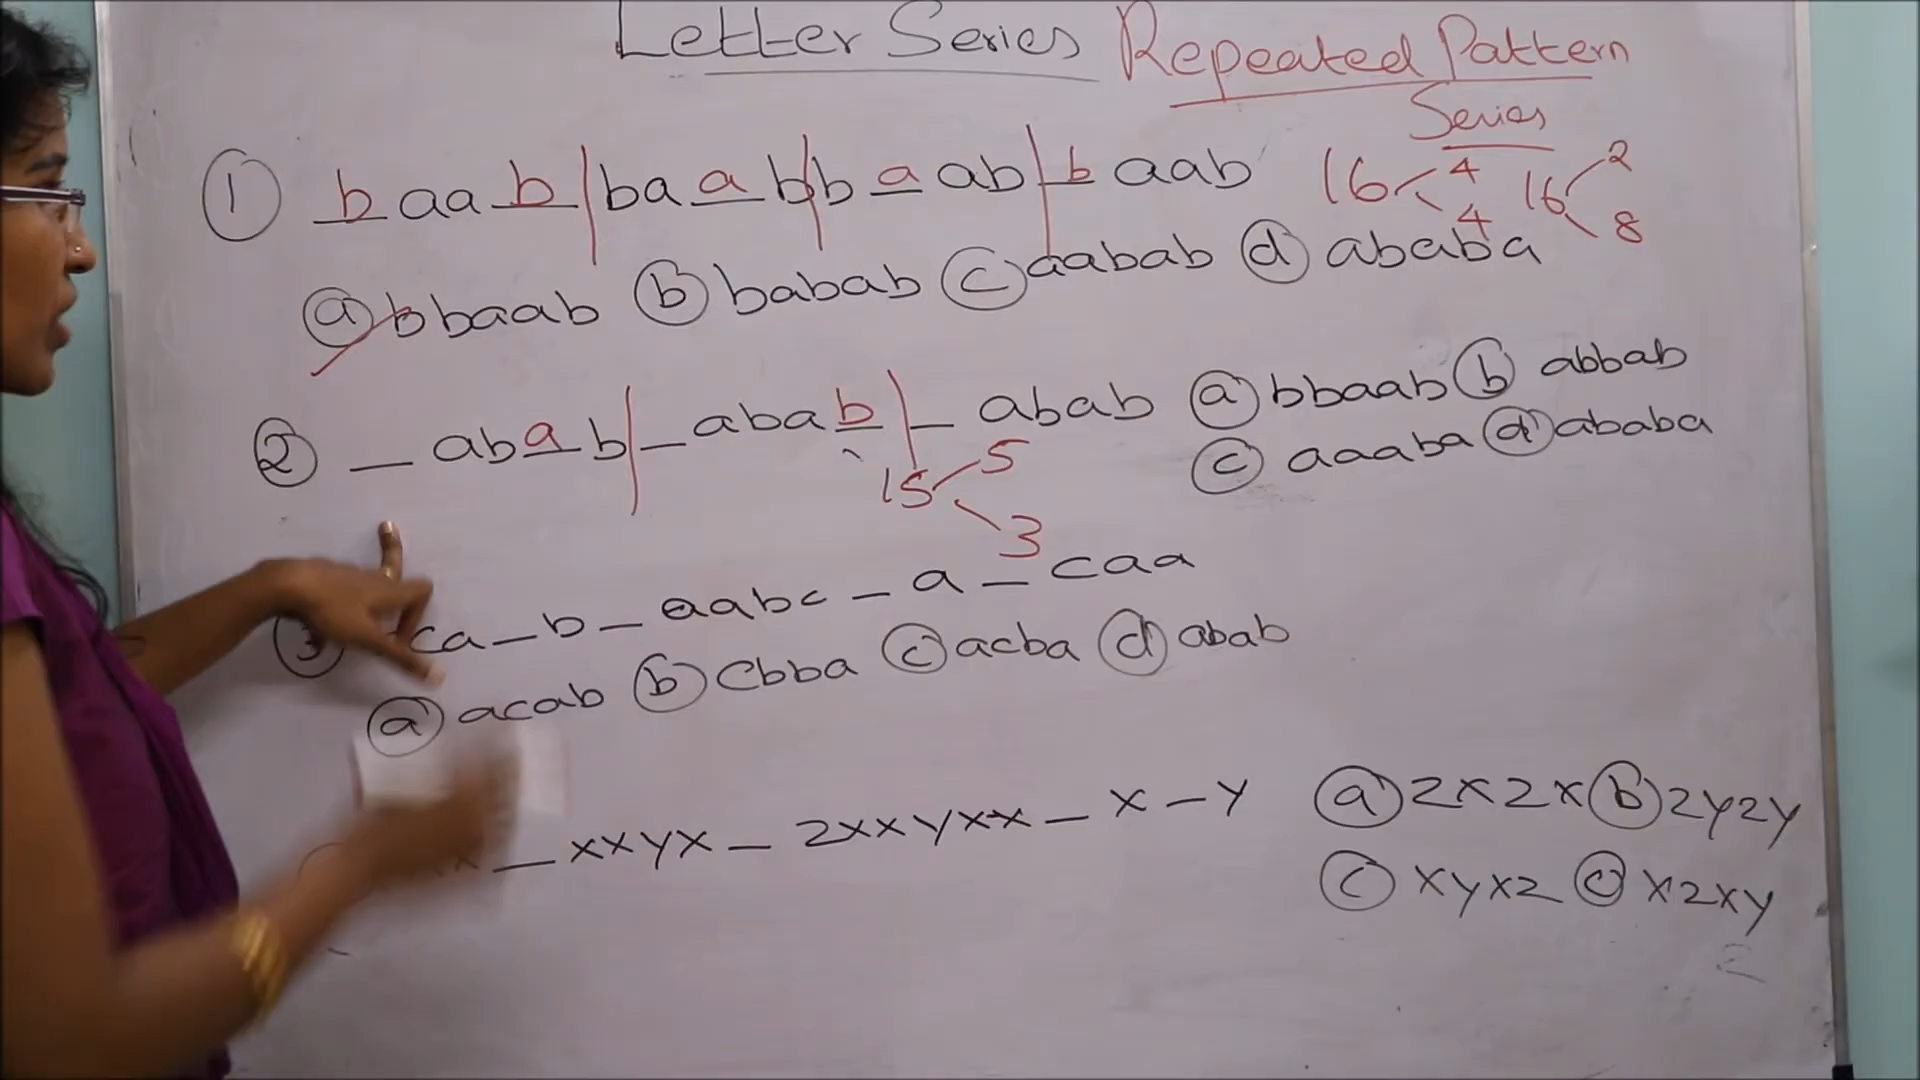 Letter Series Repeated Pattern
Series
① b aa b | ba a b | b a ab | b aab 16 < 4 4 16 < 2 8
ⓐ bbaab ⓑ babab ⓒ aabab ⓓ ababa
② _ ab a b | _ aba b | _ abab ⓐ bbaab ⓑ abbab
15 < 5 3 ⓒ aaaba ⓓ ababa
③ ca _ b _ aabc _ a _ caa
ⓐ acab ⓑ cbba ⓒ acba ⓓ abab
x _ xxyx _ zxxyxx _ x _ y ⓐ zxzx ⓑ zyzy
ⓒ xyxz ⓓ xzxy